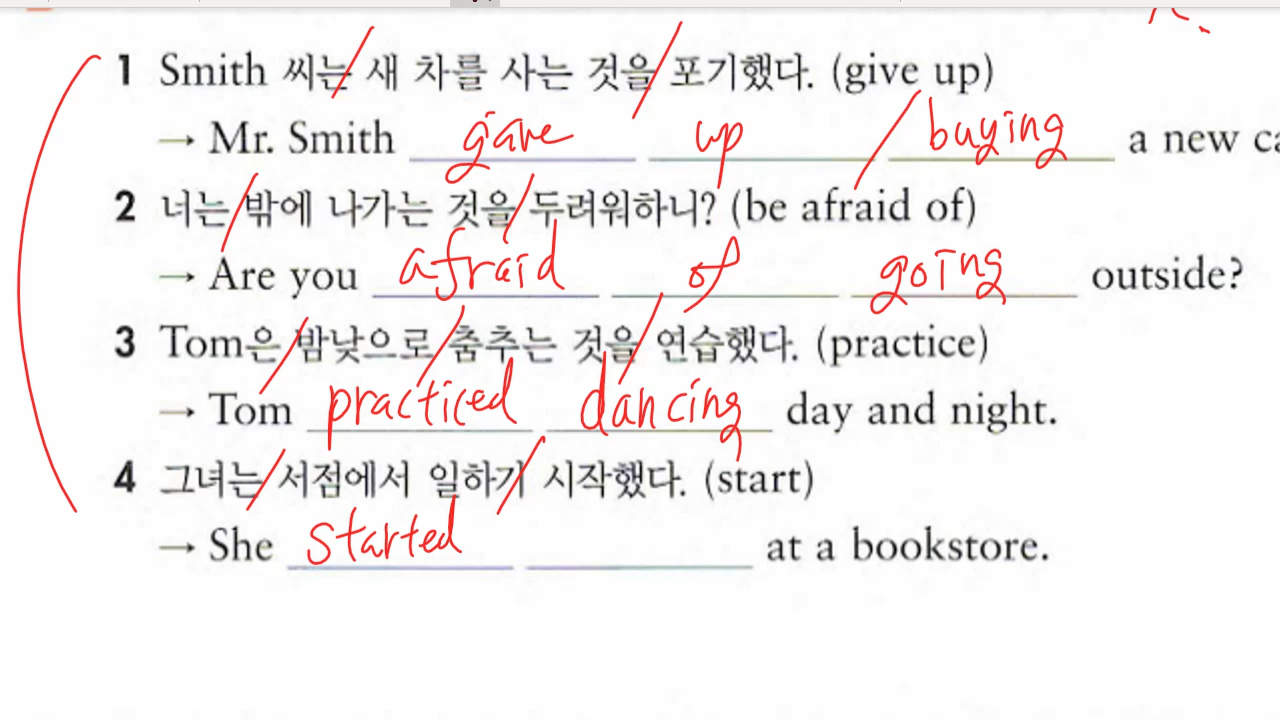 1 Smith 씨는 새 차를 사는 것을 포기했다. (give up)
→ Mr. Smith gave up buying a new ca
2 너는 밖에 나가는 것을 두려워하니? (be afraid of)
→ Are you afraid of going outside?
3 Tom은 밤낮으로 춤추는 것을 연습했다. (practice)
→ Tom practiced dancing day and night.
4 그녀는 서점에서 일하기 시작했다. (start)
→ She started at a bookstore.